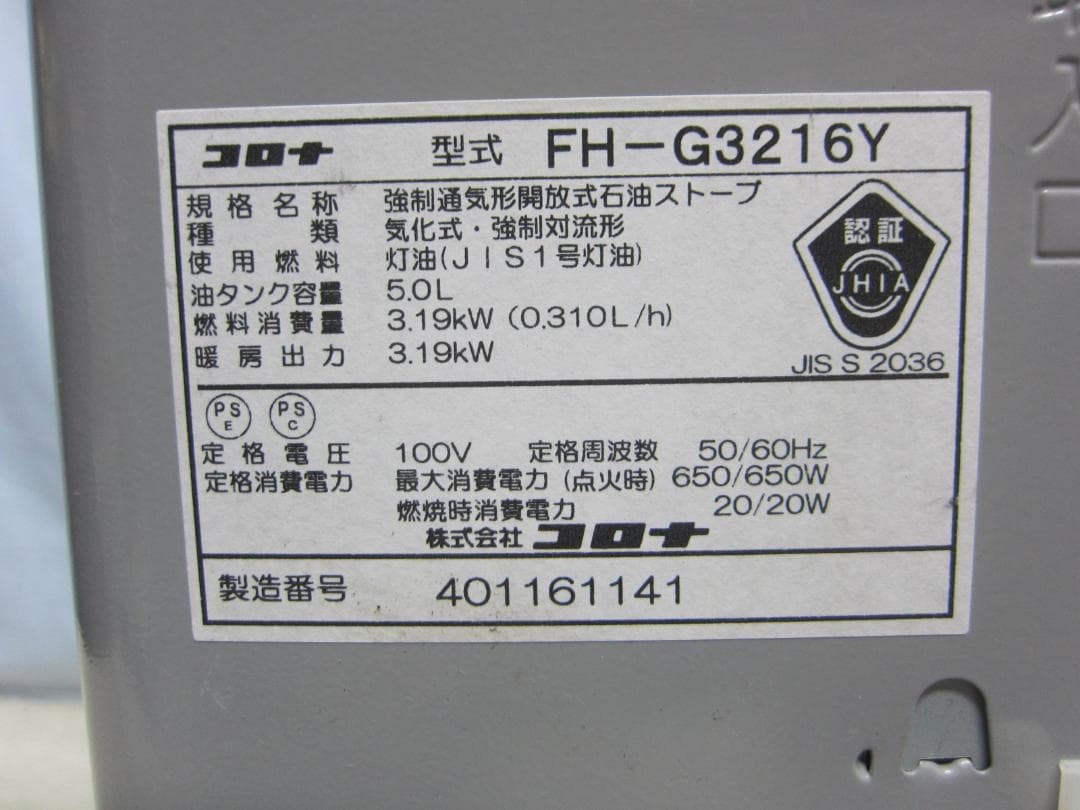 コロナ 型式 FH-G3216Y
規格名称 強制通気形開放式石油ストーブ
種類 気化式・強制対流形
使用燃料 灯油(JIS1号灯油)
油タンク容量 5.0L
燃料消費量 3.19kW (0.310L/h)
暖房出力 3.19kW
認証
JHIA
JIS S 2036
PS E PS C
定格電圧 100V 定格周波数 50/60Hz
定格消費電力 最大消費電力 (点火時) 650/650W
燃焼時消費電力 20/20W
株式会社 コロナ
製造番号 401161141
入
口